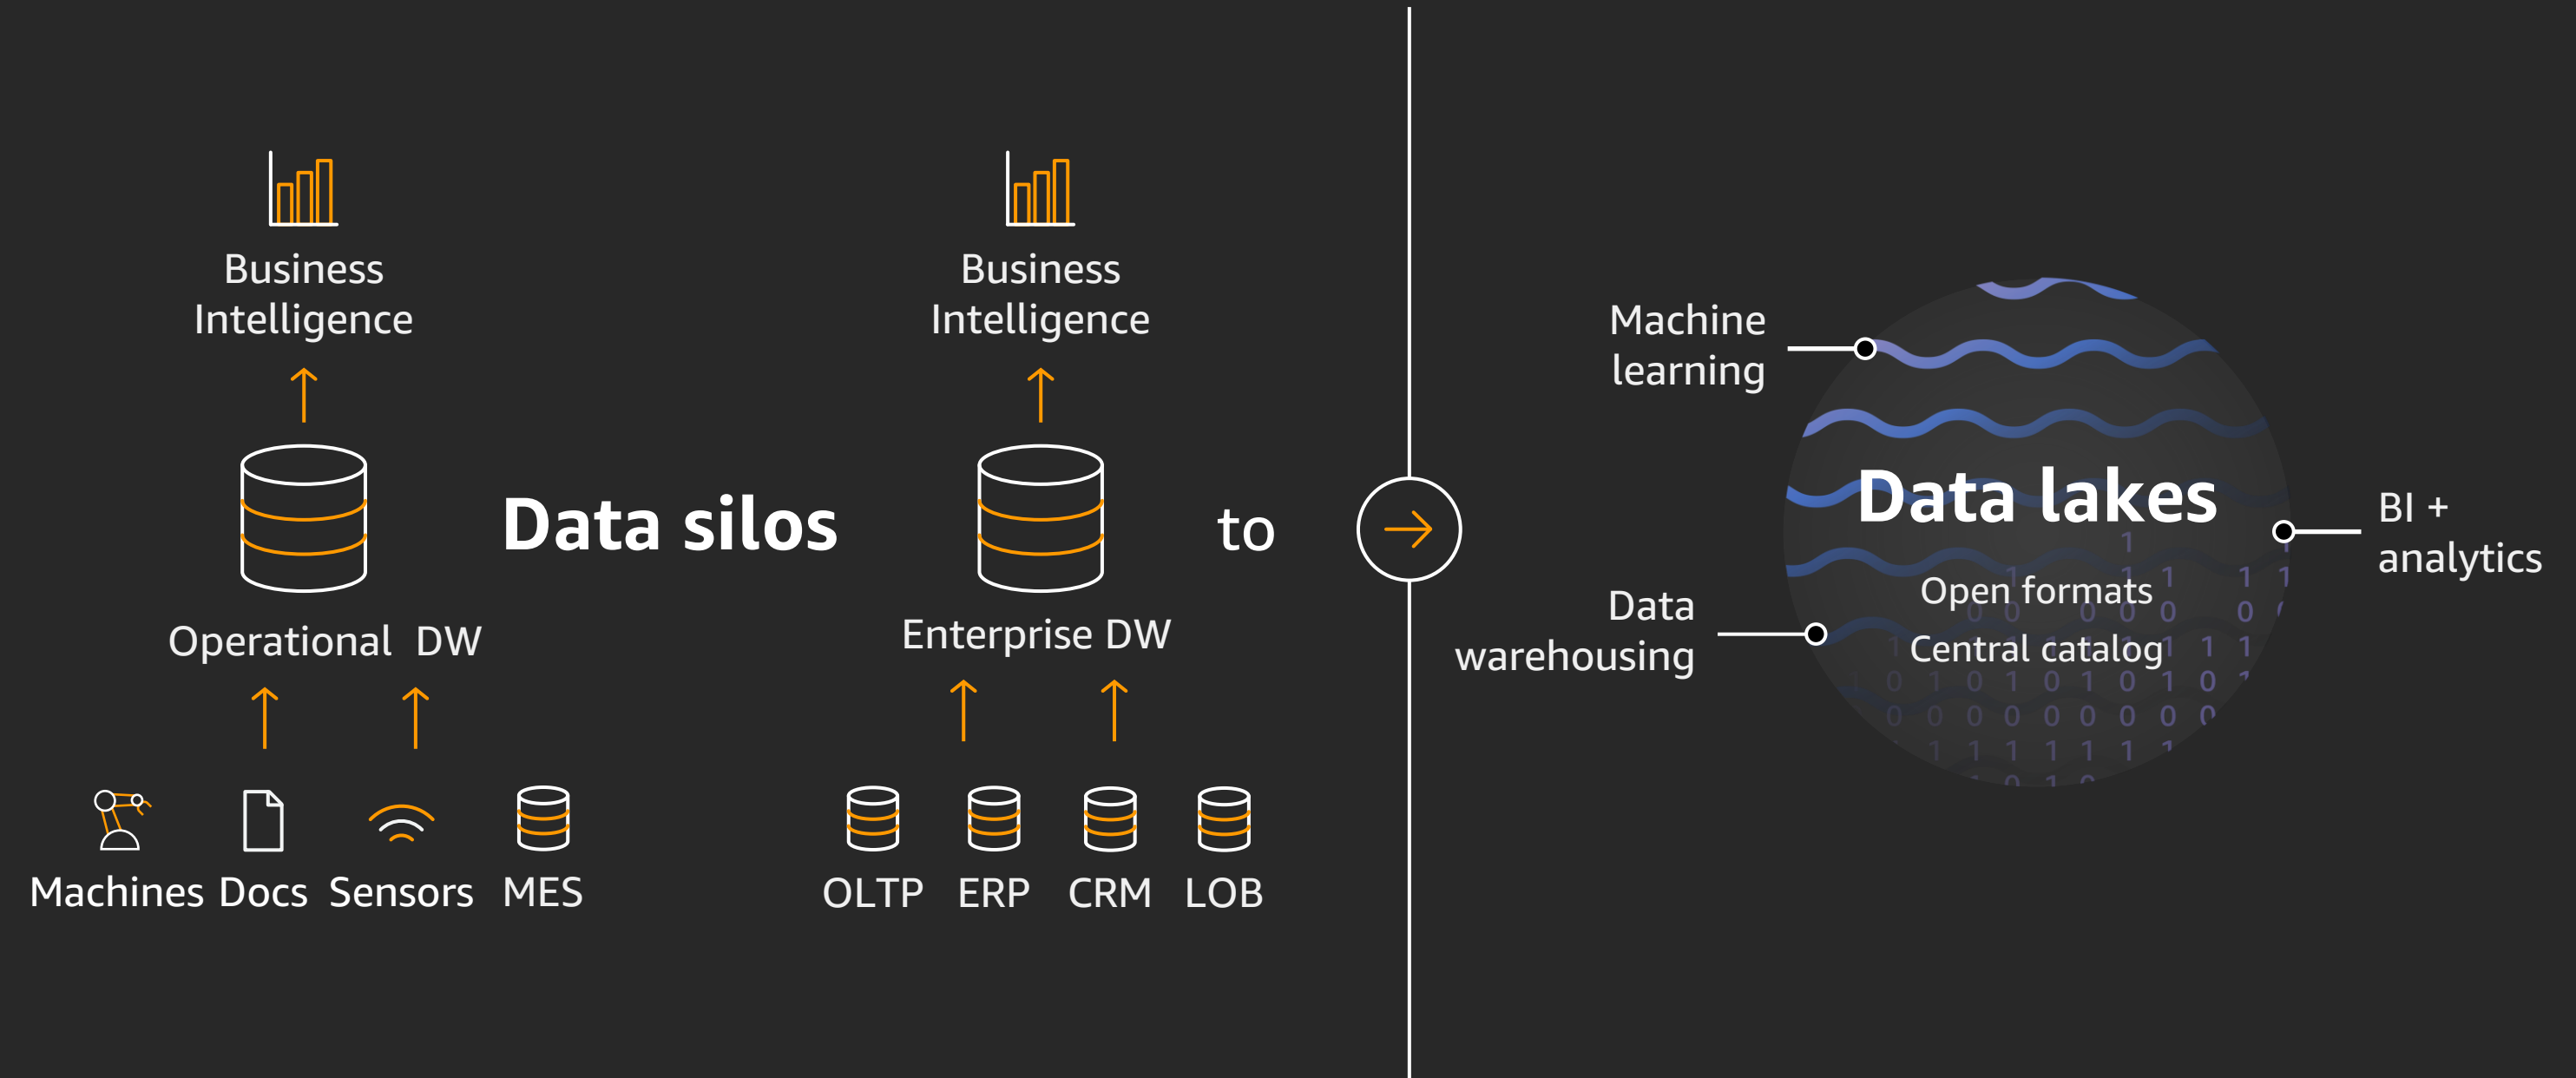 Business
Intelligence
Operational DW
Machines
Docs
Sensors
MES
Data silos
Business
Intelligence
Enterprise DW
OLTP
ERP
CRM
LOB
to
Machine
learning
Data
warehousing
Data lakes
Open formats
Central catalog
BI +
analytics